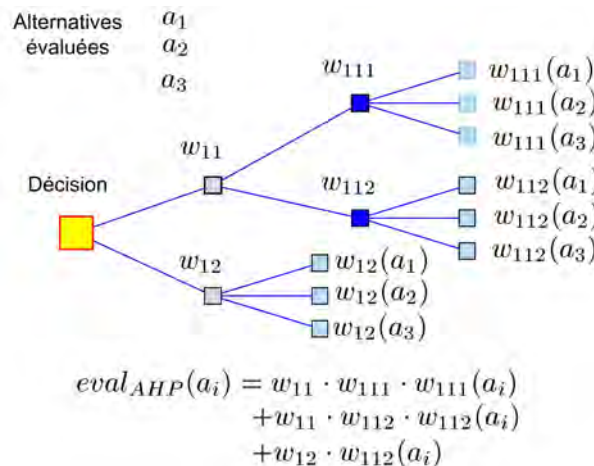 Alternatives a₁
évaluées a₂
a₃
w₁₁₁
w₁₁₁(a₁)
w₁₁₁(a₂)
w₁₁₁(a₃)
w₁₁
Décision
w₁₁₂
w₁₁₂(a₁)
w₁₁₂(a₂)
w₁₁₂(a₃)
w₁₂
w₁₂(a₁)
w₁₂(a₂)
w₁₂(a₃)
eval_{AHP}(aᵢ) = w₁₁ · w₁₁₁ · w₁₁₁(aᵢ)
+w₁₁ · w₁₁₂ · w₁₁₂(aᵢ)
+w₁₂ · w₁₁₂(aᵢ)